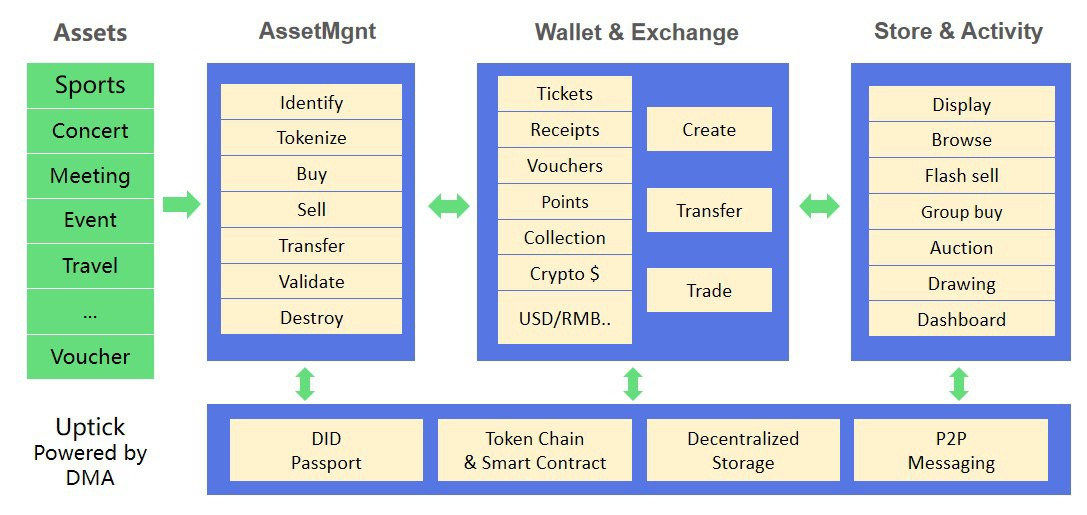 Assets
AssetMgnt
Wallet & Exchange
Store & Activity
Sports
Concert
Meeting
Event
Travel
...
Voucher
Identify
Tokenize
Buy
Sell
Transfer
Validate
Destroy
Tickets
Receipts
Vouchers
Points
Collection
Crypto $
USD/RMB..
Create
Transfer
Trade
Display
Browse
Flash sell
Group buy
Auction
Drawing
Dashboard
Uptick
Powered by
DMA
DID
Passport
Token Chain
& Smart Contract
Decentralized
Storage
P2P
Messaging